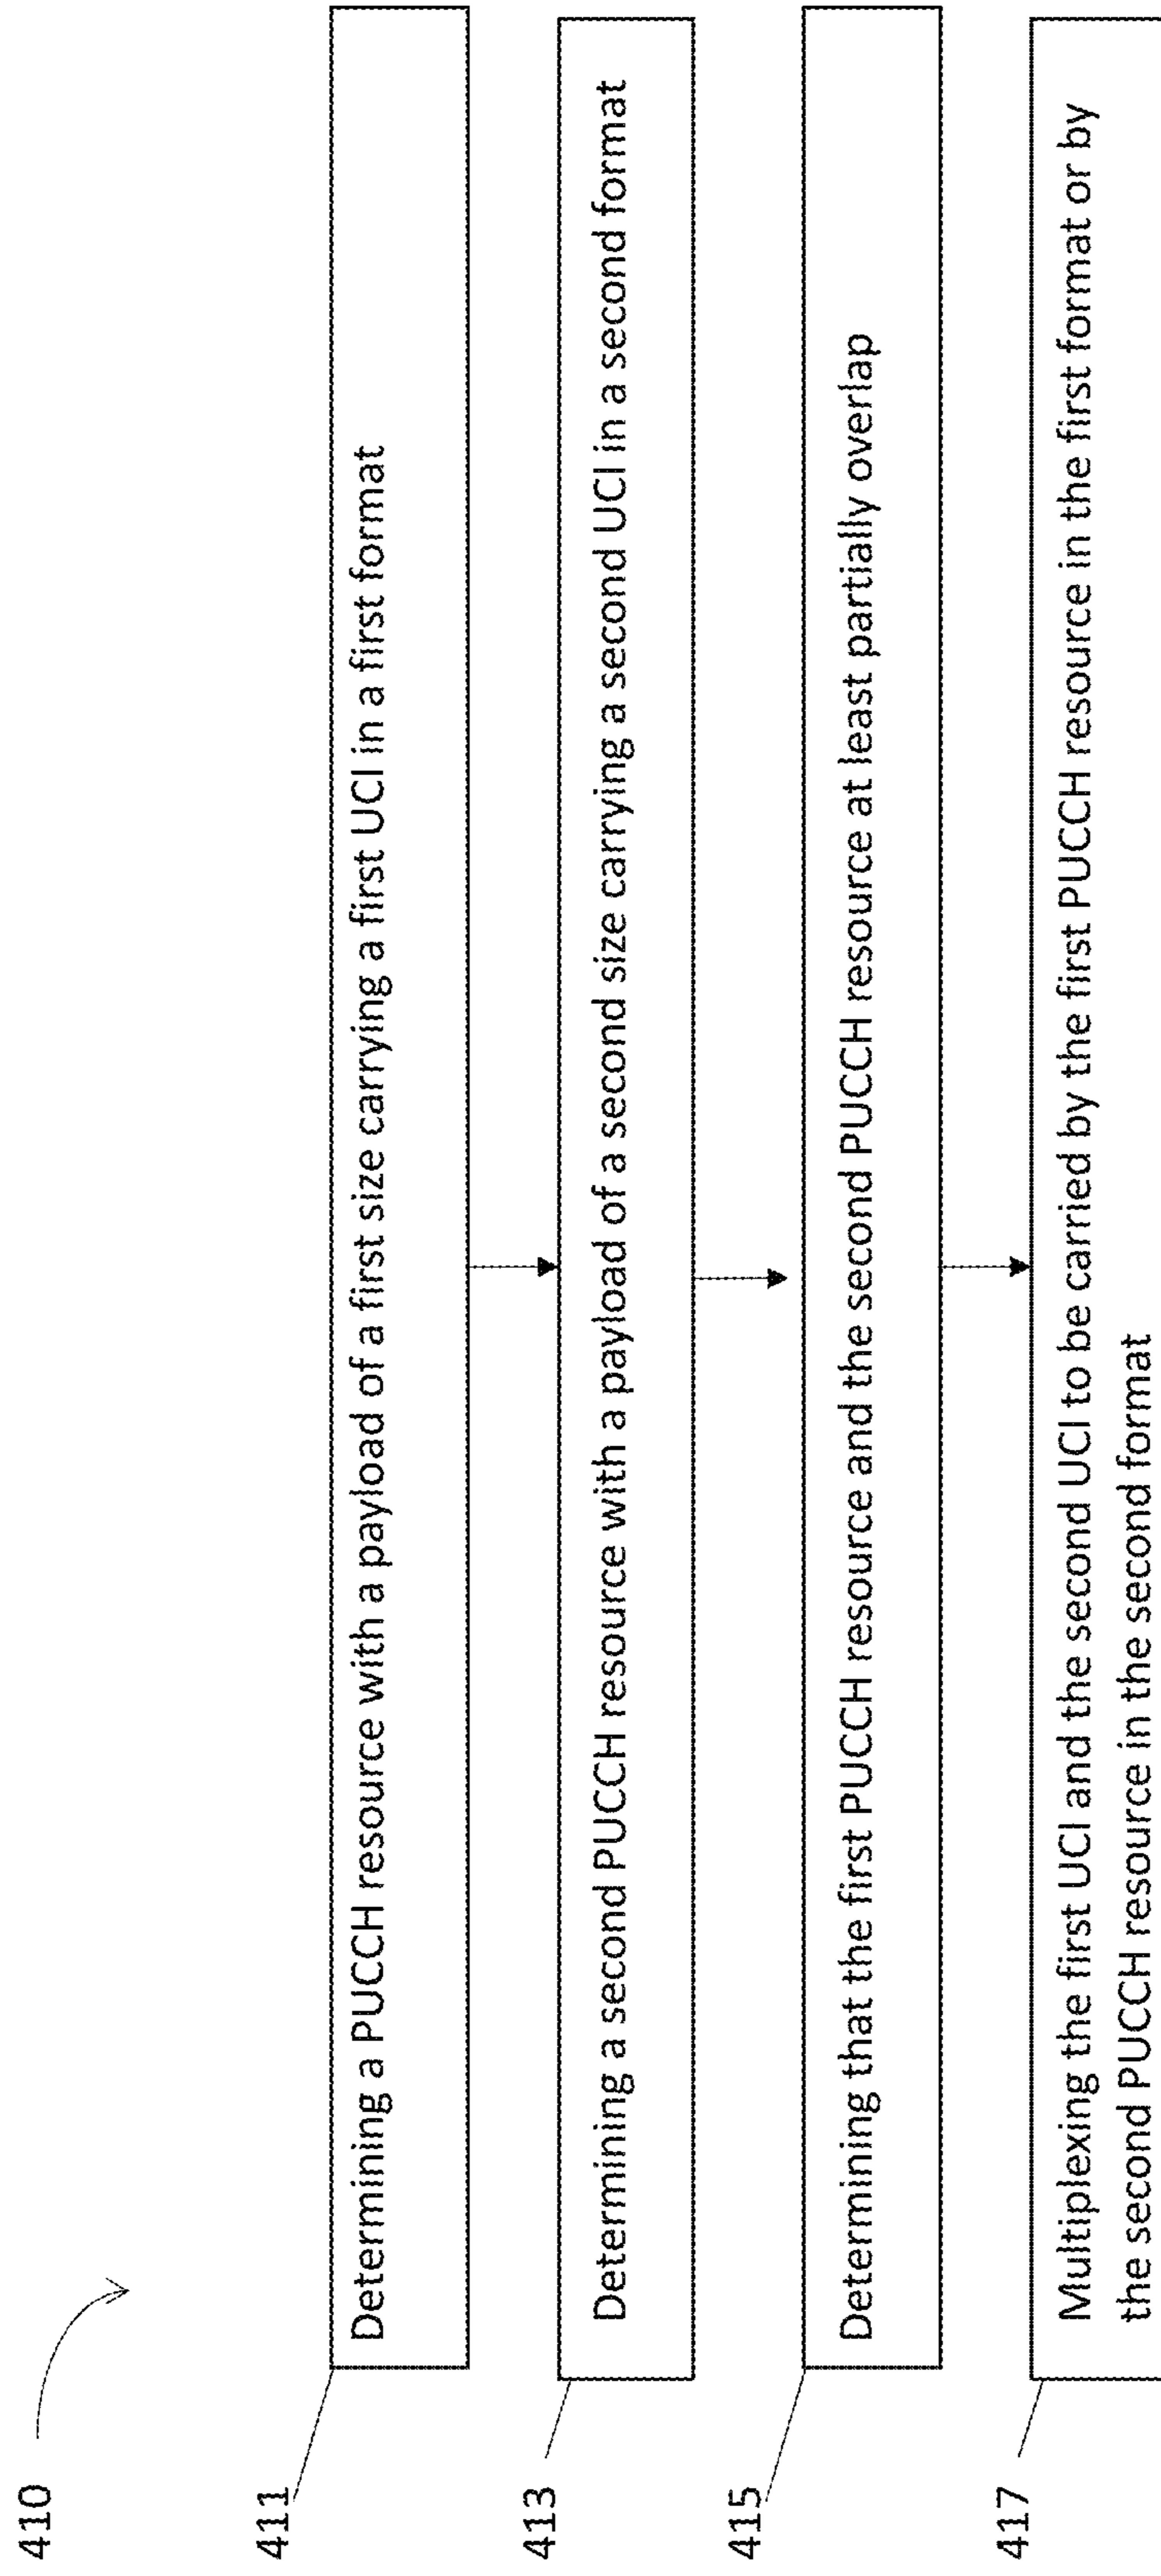 410
411
Determining a PUCCH resource with a payload of a first size carrying a first UCI in a first format
413
Determining a second PUCCH resource with a payload of a second size carrying a second UCI in a second format
415
Determining that the first PUCCH resource and the second PUCCH resource at least partially overlap
417
Multiplexing the first UCI and the second UCI to be carried by the first PUCCH resource in the first format or by
the second PUCCH resource in the second format